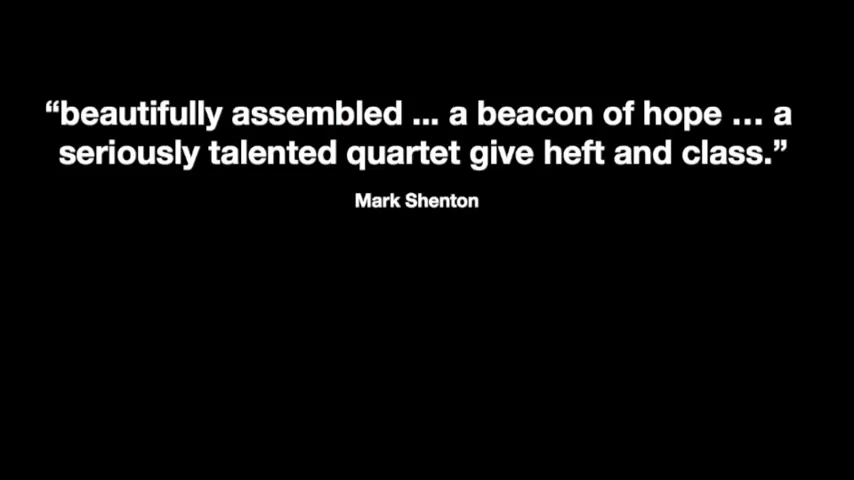 “beautifully assembled ... a beacon of hope … a
seriously talented quartet give heft and class.”
Mark Shenton